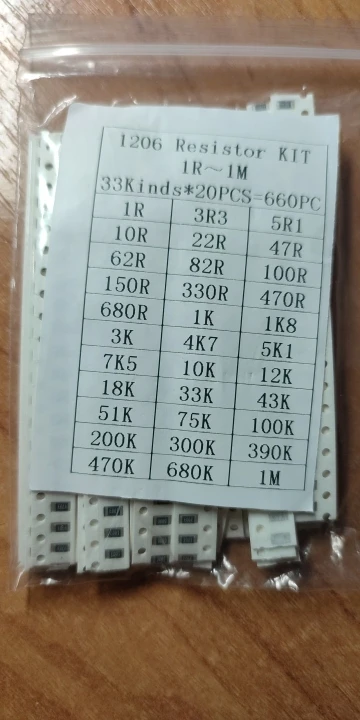 1206 Resistor KIT
1R～1M
33Kinds*20PCS=660PC
1R 3R3 5R1
10R 22R 47R
62R 82R 100R
150R 330R 470R
680R 1K 1K8
3K 4K7 5K1
7K5 10K 12K
18K 33K 43K
51K 75K 100K
200K 300K 390K
470K 680K 1M